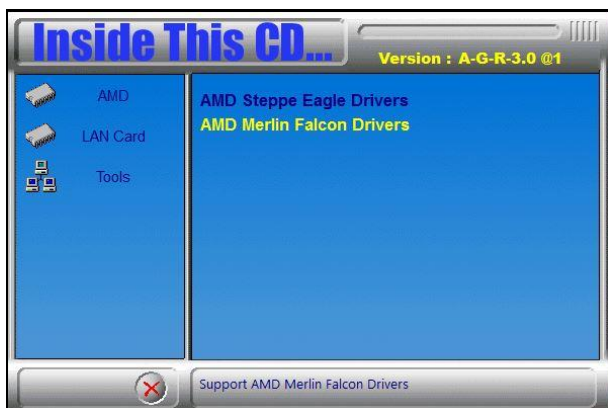 Inside This CD...
Version : A-G-R-3.0 @1
AMD
LAN Card
Tools
AMD Steppe Eagle Drivers
AMD Merlin Falcon Drivers
Support AMD Merlin Falcon Drivers